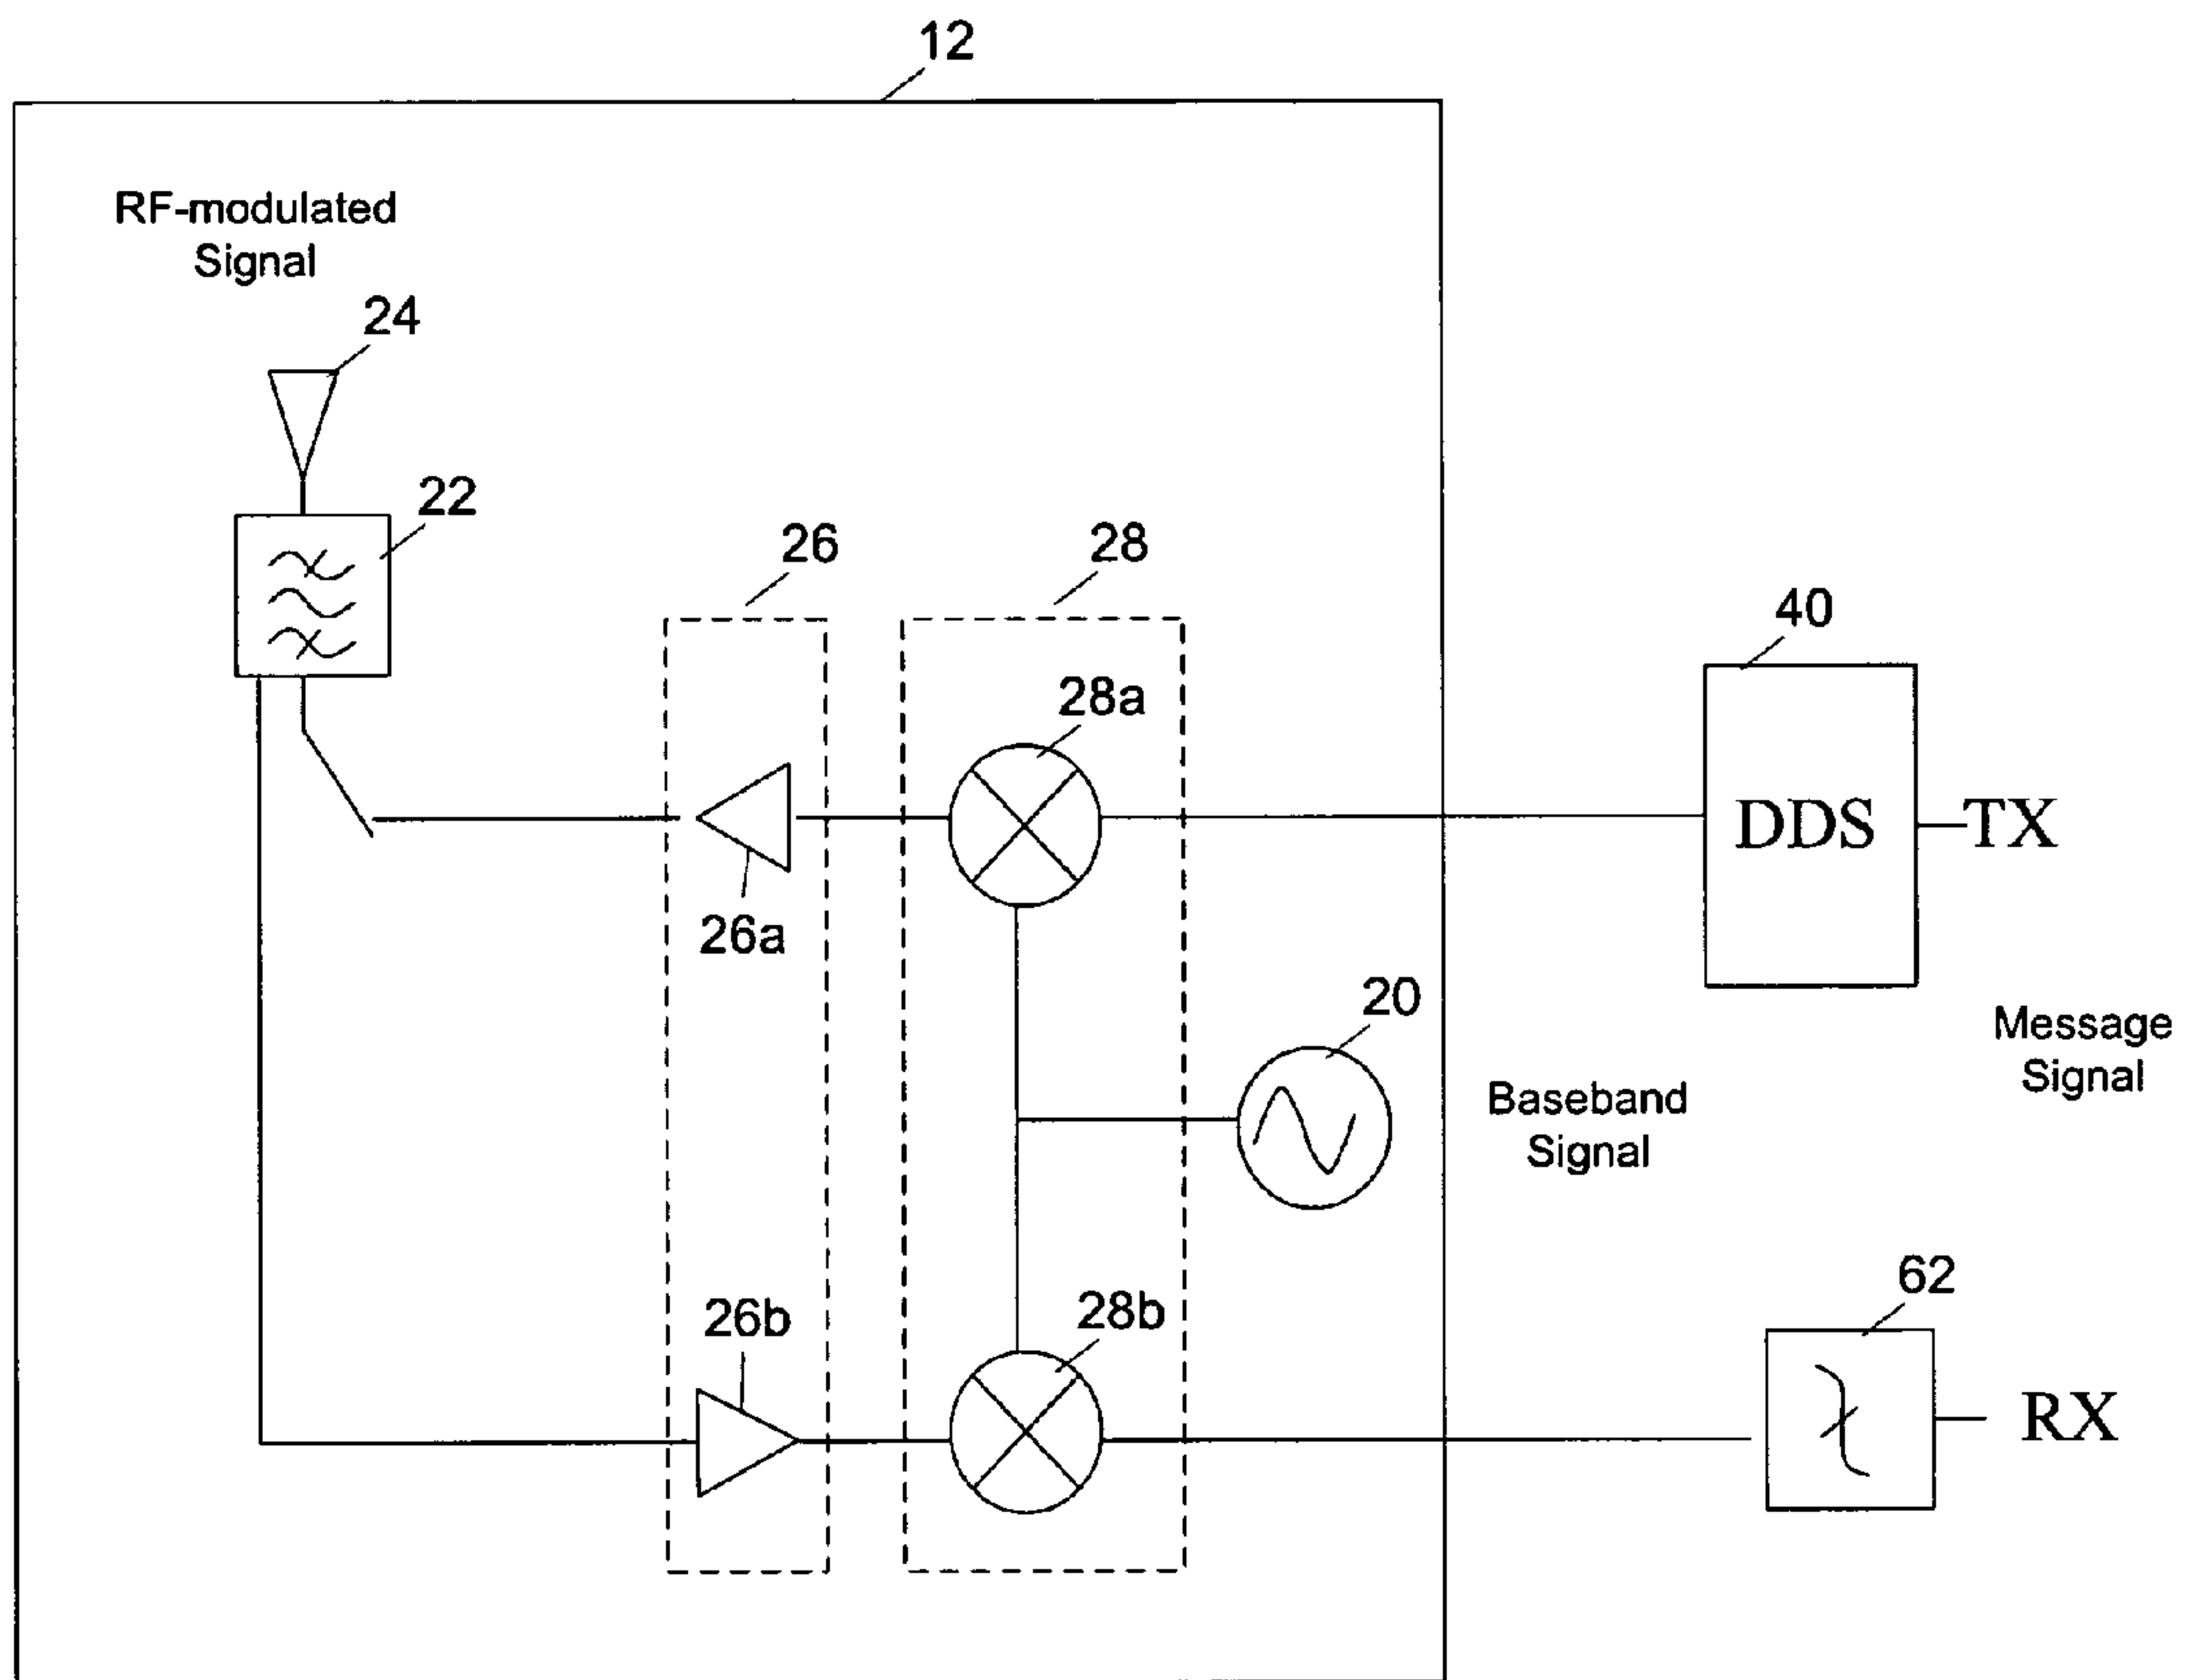 12
RF-modulated
Signal
24
22
26
28
40
28a
DDS
TX
26a
20
Message
Signal
Baseband
Signal
62
26b
28b
RX